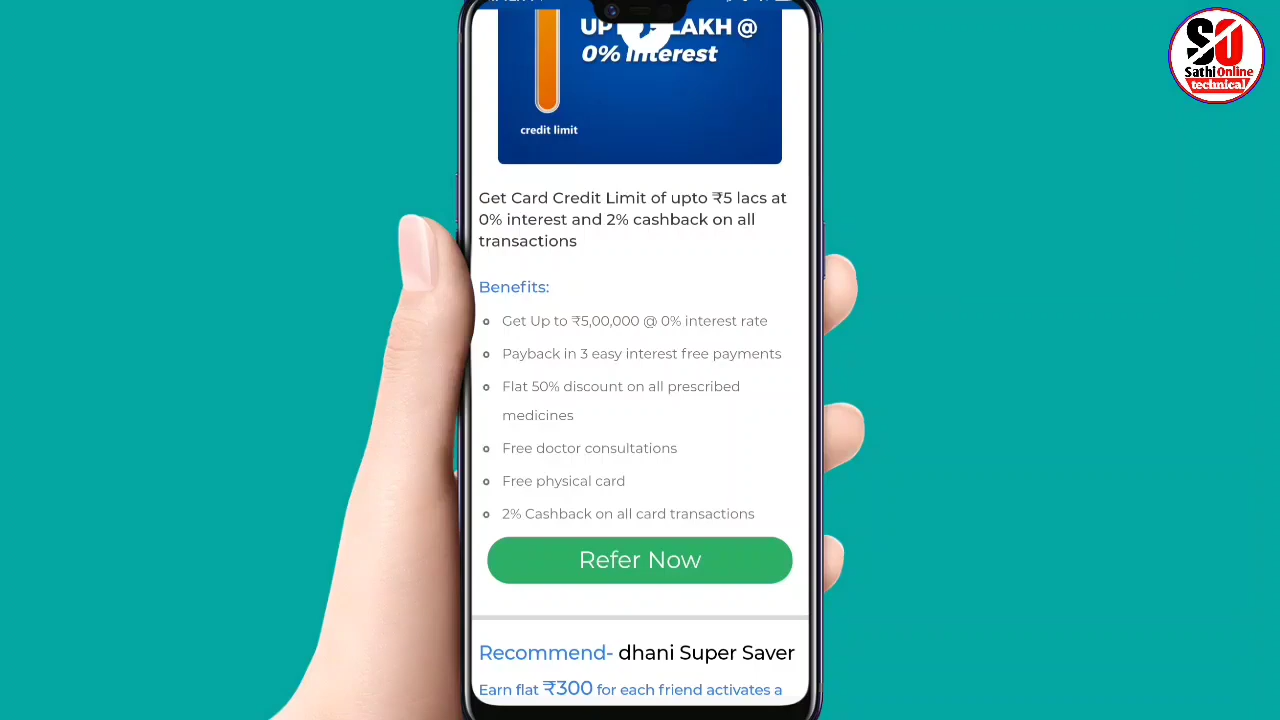 LAKH @
0% interest
credit limit
Get Card Credit Limit of upto ₹5 lacs at
0% interest and 2% cashback on all
transactions
Benefits:
Get Up to ₹5,00,000 @ 0% interest rate
Payback in 3 easy interest free payments
Flat 50% discount on all prescribed
medicines
Free doctor consultations
Free physical card
2% Cashback on all card transactions
Refer Now
Recommend- dhani Super Saver
Earn flat ₹300 for each friend activates a
SO
Sathi Online
technical